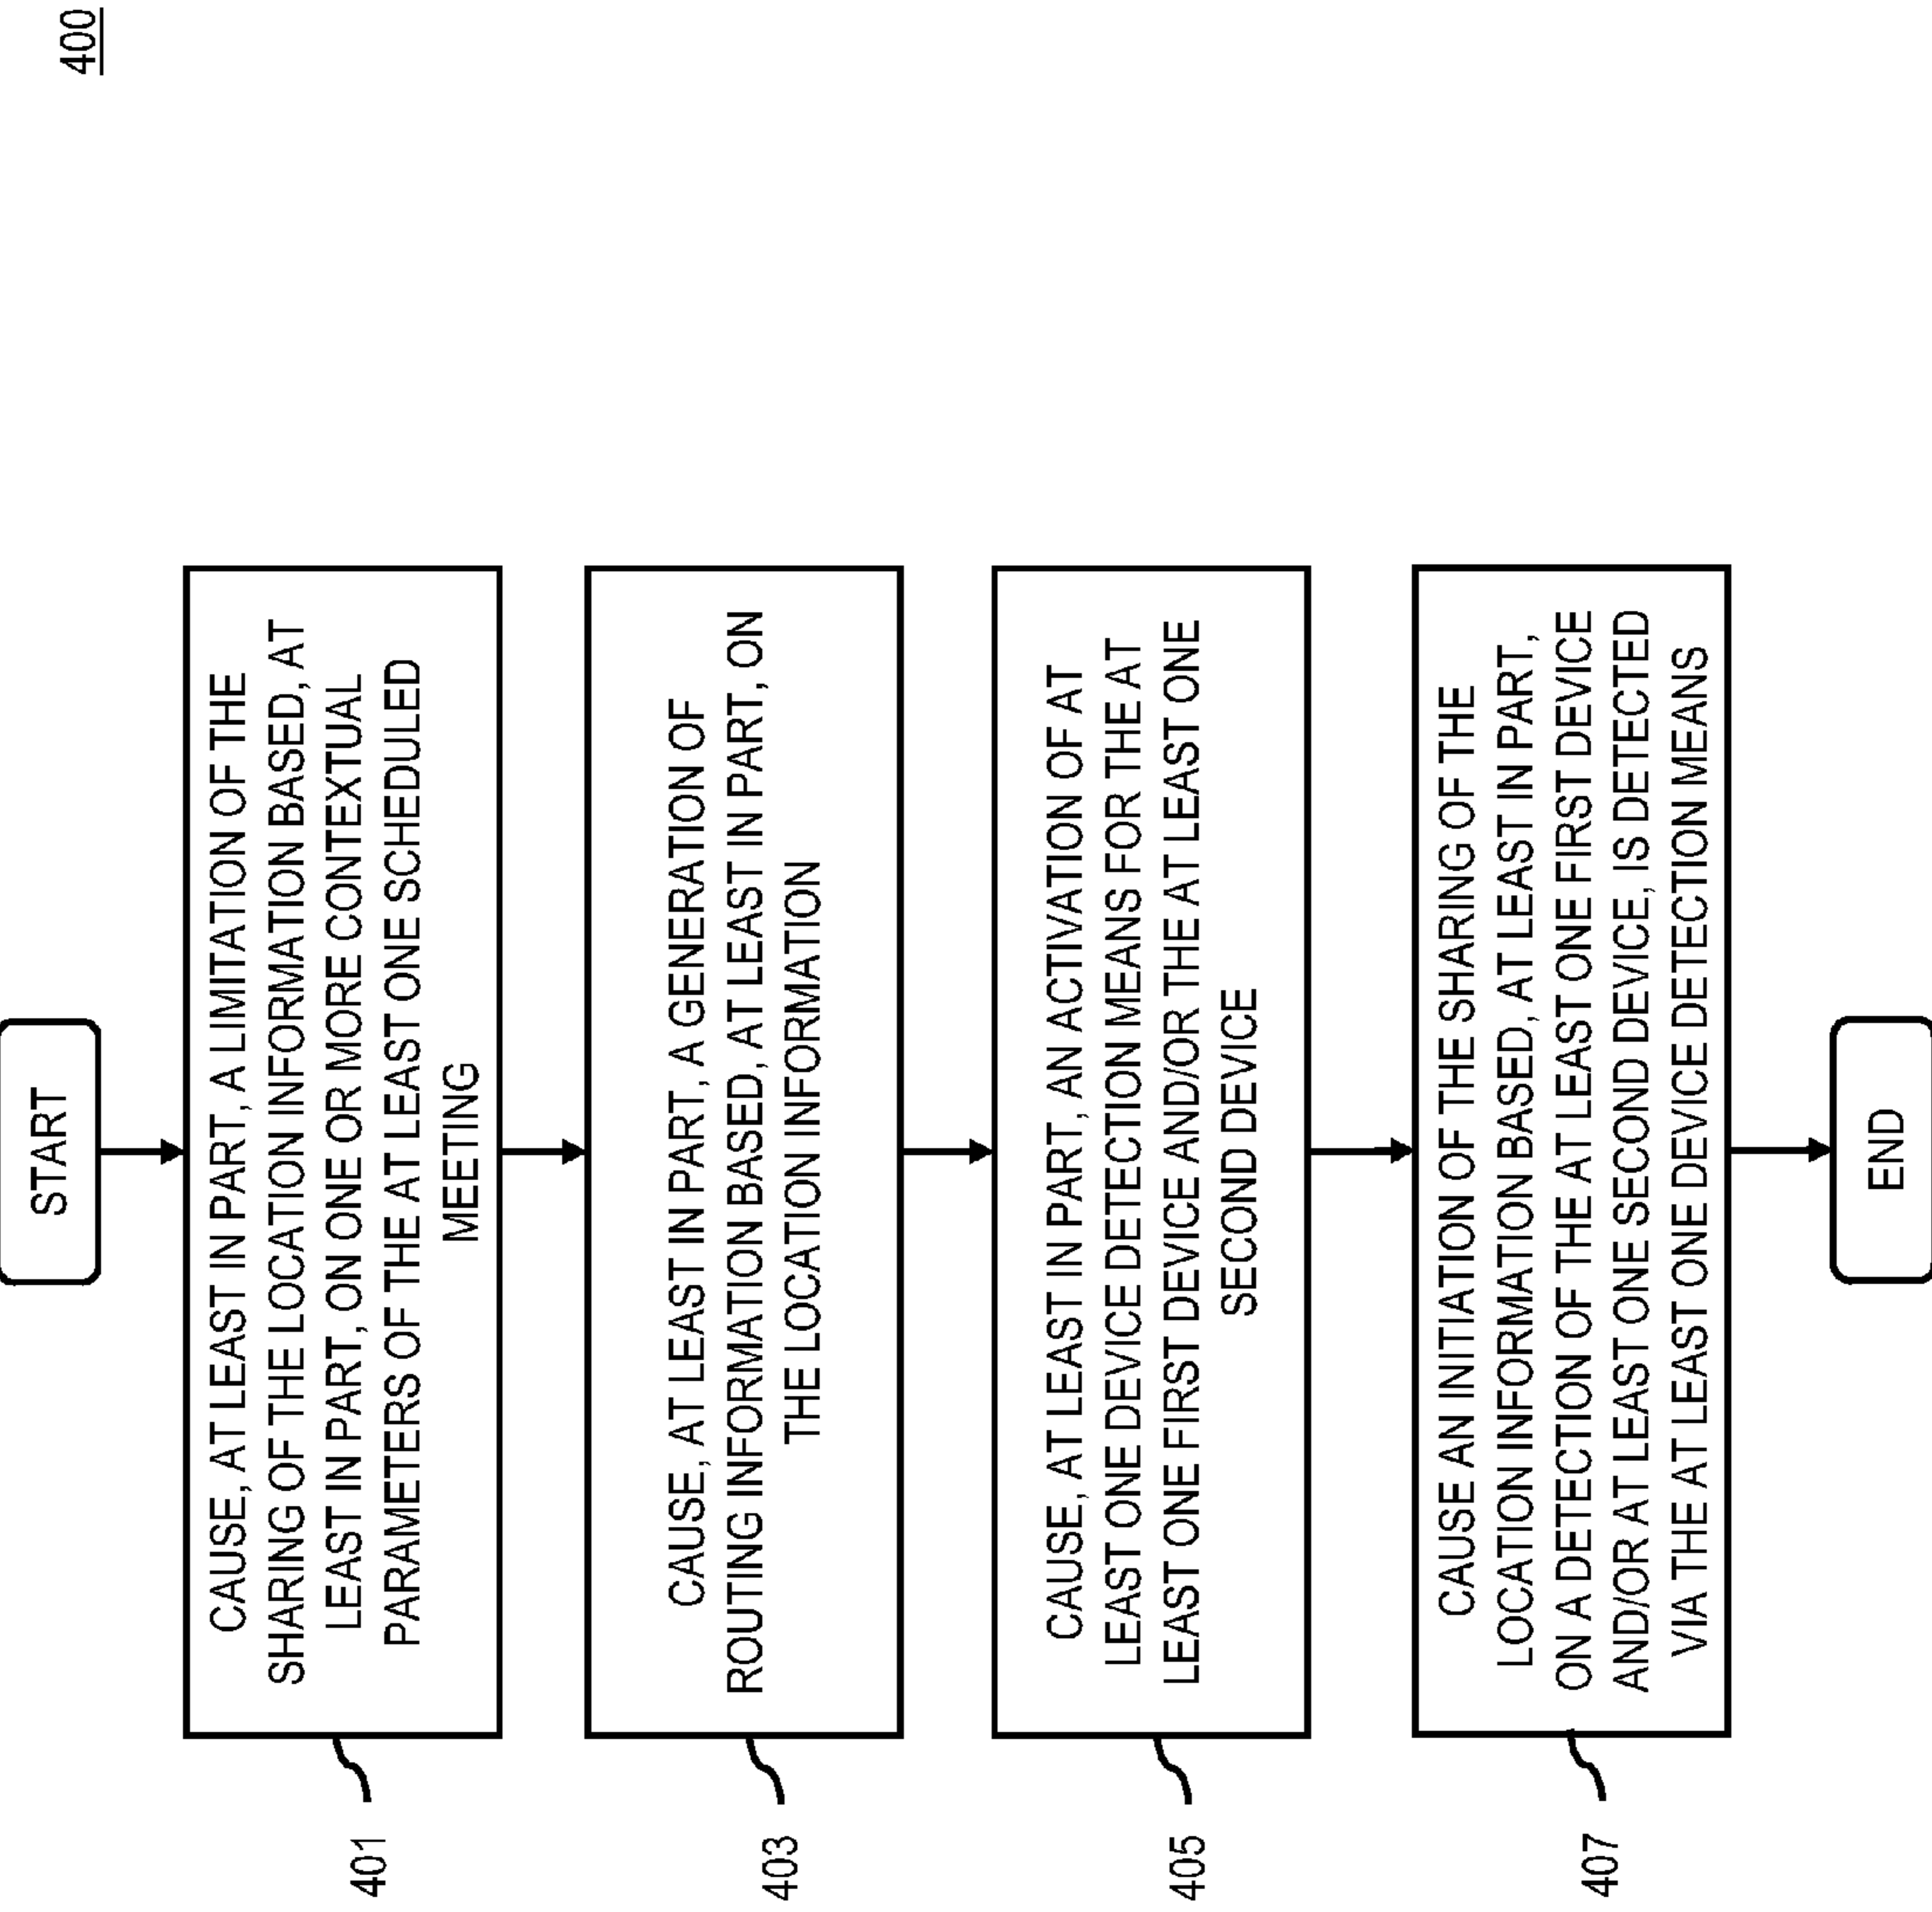 400
START
CAUSE, AT LEAST IN PART, A LIMITATION OF THE
SHARING OF THE LOCATION INFORMATION BASED, AT
LEAST IN PART, ON ONE OR MORE CONTEXTUAL
PARAMETERS OF THE AT LEAST ONE SCHEDULED
MEETING
401
CAUSE, AT LEAST IN PART, A GENERATION OF
ROUTING INFORMATION BASED, AT LEAST IN PART, ON
THE LOCATION INFORMATION
403
CAUSE, AT LEAST IN PART, AN ACTIVATION OF AT
LEAST ONE DEVICE DETECTION MEANS FOR THE AT
LEAST ONE FIRST DEVICE AND/OR THE AT LEAST ONE
SECOND DEVICE
405
CAUSE AN INITIATION OF THE SHARING OF THE
LOCATION INFORMATION BASED, AT LEAST IN PART,
ON A DETECTION OF THE AT LEAST ONE FIRST DEVICE
AND/OR AT LEAST ONE SECOND DEVICE, IS DETECTED
VIA THE AT LEAST ONE DEVICE DETECTION MEANS
407
END